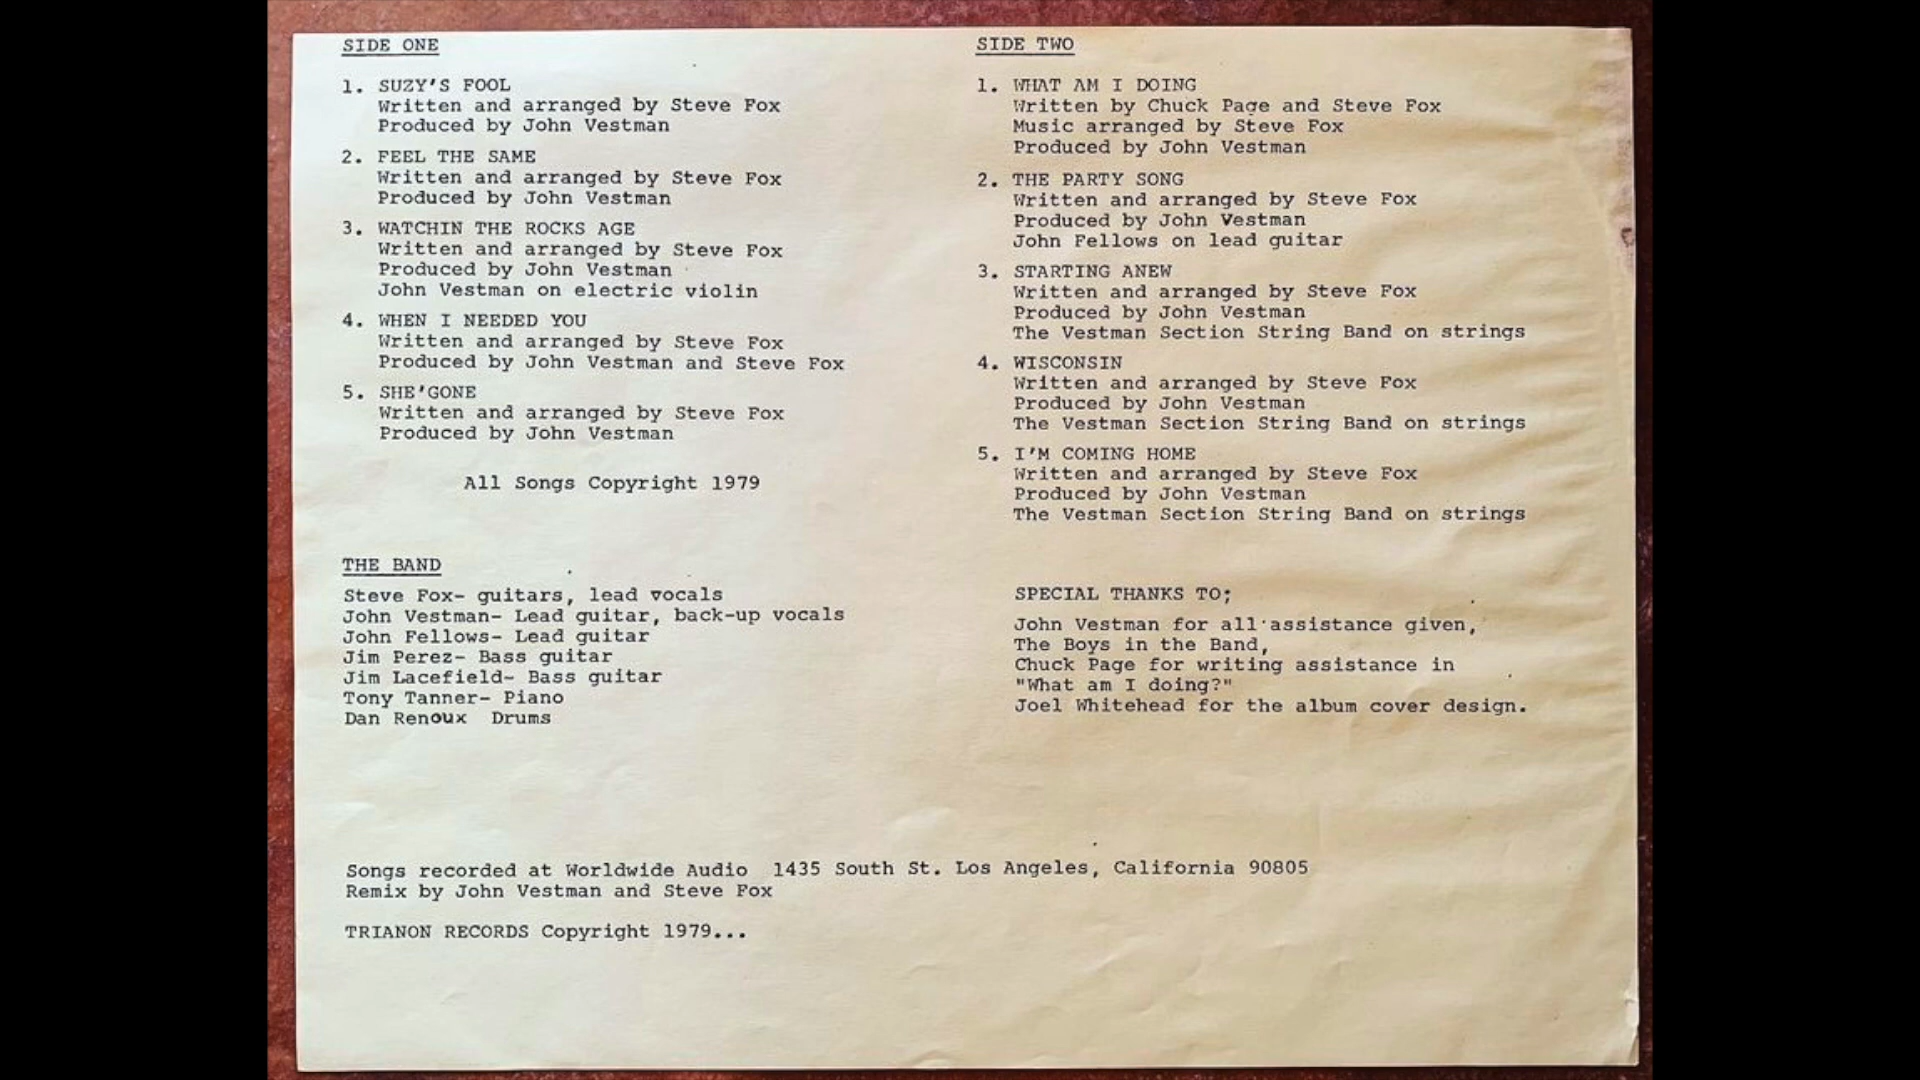 SIDE ONE
1. SUZY'S FOOL
Written and arranged by Steve Fox
Produced by John Vestman
2. FEEL THE SAME
Written and arranged by Steve Fox
Produced by John Vestman
3. WATCHIN THE ROCKS AGE
Written and arranged by Steve Fox
Produced by John Vestman
John Vestman on electric violin
4. WHEN I NEEDED YOU
Written and arranged by Steve Fox
Produced by John Vestman and Steve Fox
5. SHE'GONE
Written and arranged by Steve Fox
Produced by John Vestman
All Songs Copyright 1979
SIDE TWO
1. WHAT AM I DOING
Written by Chuck Page and Steve Fox
Music arranged by Steve Fox
Produced by John Vestman
2. THE PARTY SONG
Written and arranged by Steve Fox
Produced by John Vestman
John Fellows on lead guitar
3. STARTING ANEW
Written and arranged by Steve Fox
Produced by John Vestman
The Vestman Section String Band on strings
4. WISCONSIN
Written and arranged by Steve Fox
Produced by John Vestman
The Vestman Section String Band on strings
5. I'M COMING HOME
Written and arranged by Steve Fox
Produced by John Vestman
The Vestman Section String Band on strings
THE BAND
Steve Fox- guitars, lead vocals
John Vestman- Lead guitar, back-up vocals
John Fellows- Lead guitar
Jim Perez- Bass guitar
Jim Lacefield- Bass guitar
Tony Tanner- Piano
Dan Renoux Drums
SPECIAL THANKS TO;
John Vestman for all assistance given,
The Boys in the Band,
Chuck Page for writing assistance in
"What am I doing?"
Joel Whitehead for the album cover design.
Songs recorded at Worldwide Audio 1435 South St. Los Angeles, California 90805
Remix by John Vestman and Steve Fox
TRIANON RECORDS Copyright 1979...